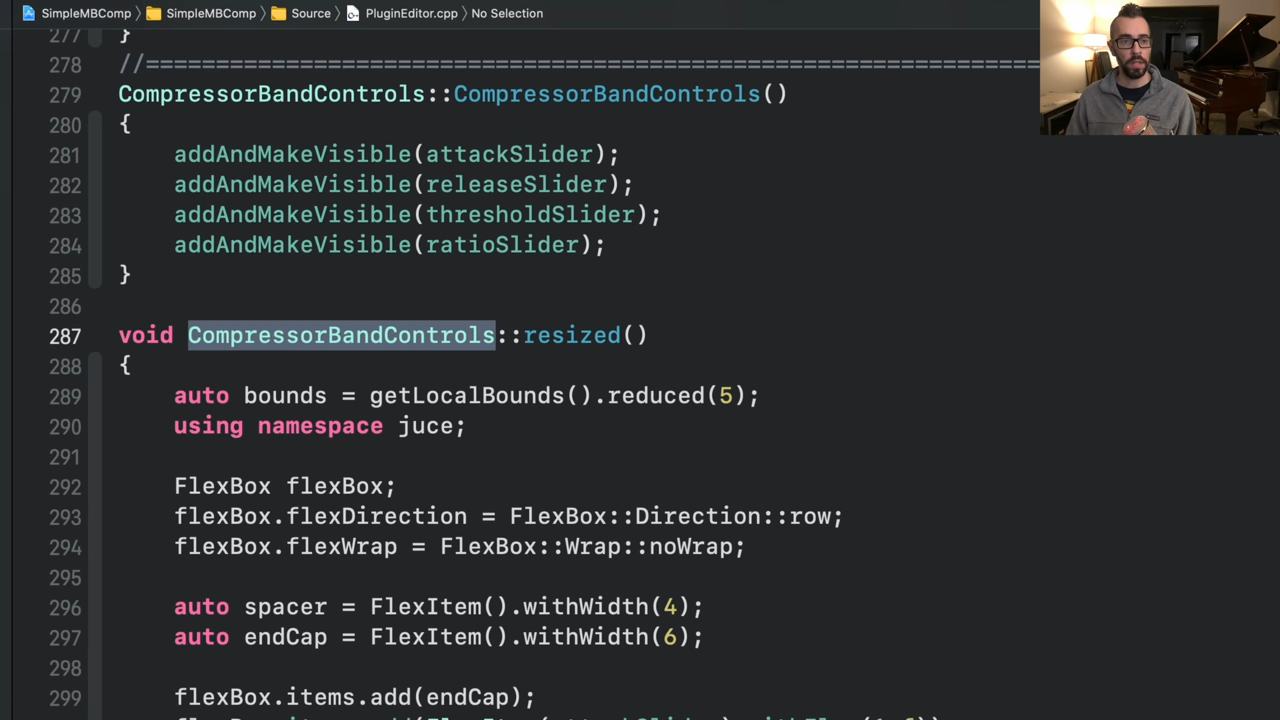 SimpleMBComp > SimpleMBComp > Source > PluginEditor.cpp > No Selection
277 }
278 //================================================================
279 CompressorBandControls::CompressorBandControls()
280 {
281 addAndMakeVisible(attackSlider);
282 addAndMakeVisible(releaseSlider);
283 addAndMakeVisible(thresholdSlider);
284 addAndMakeVisible(ratioSlider);
285 }
286
287 void CompressorBandControls::resized()
288 {
289 auto bounds = getLocalBounds().reduced(5);
290 using namespace juce;
291
292 FlexBox flexBox;
293 flexBox.flexDirection = FlexBox::Direction::row;
294 flexBox.flexWrap = FlexBox::Wrap::noWrap;
295
296 auto spacer = FlexItem().withWidth(4);
297 auto endCap = FlexItem().withWidth(6);
298
299 flexBox.items.add(endCap);